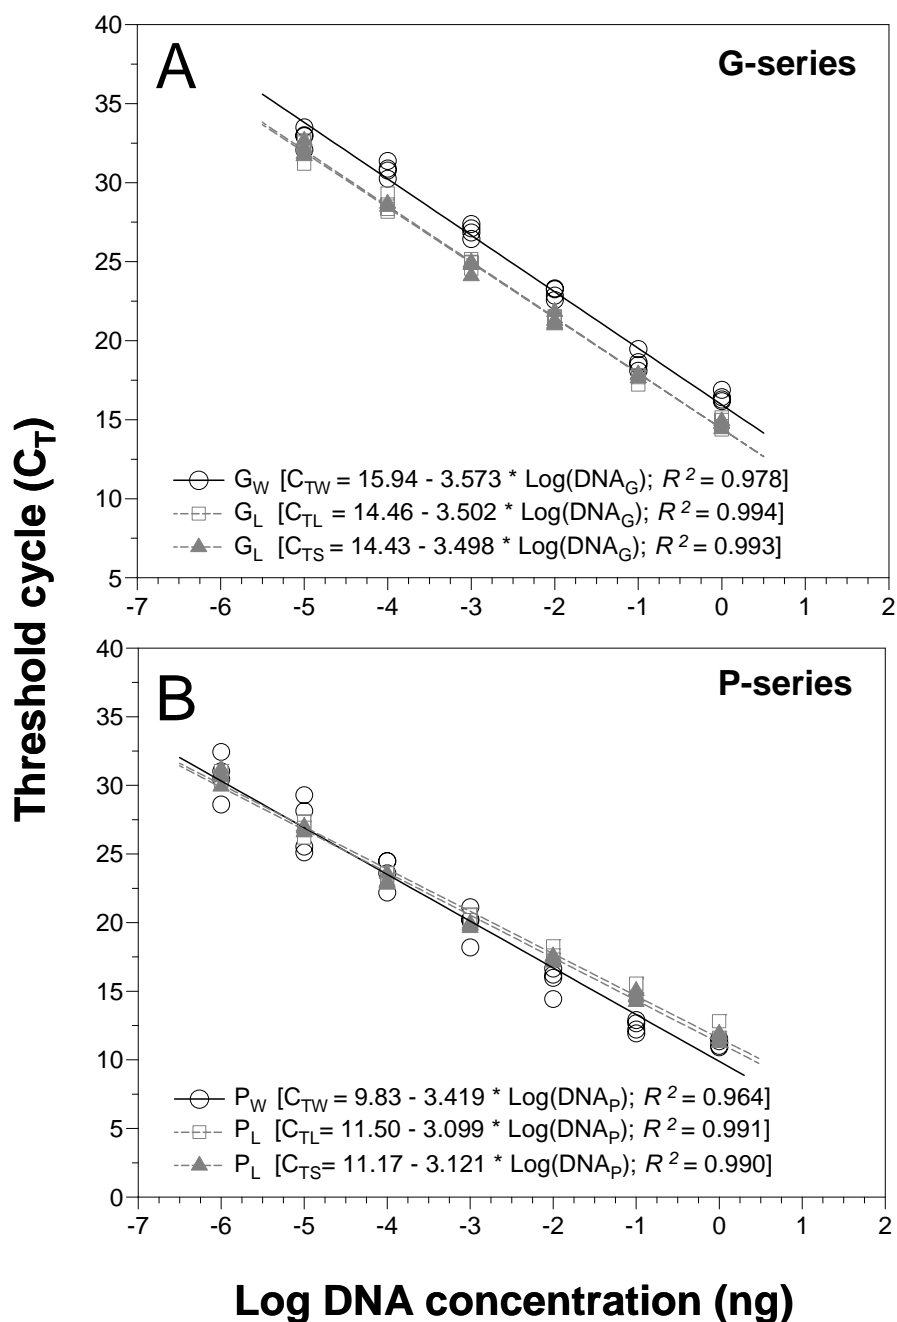 Threshold cycle (C_T)
A
G-series
40
35
30
25
20
15
10
5
G_W [C_TW = 15.94 - 3.573 * Log(DNA_G); R² = 0.978]
G_L [C_TL = 14.46 - 3.502 * Log(DNA_G); R² = 0.994]
G_L [C_TS = 14.43 - 3.498 * Log(DNA_G); R² = 0.993]
-7 -6 -5 -4 -3 -2 -1 0 1 2
B
P-series
40
35
30
25
20
15
10
5
0
P_W [C_TW = 9.83 - 3.419 * Log(DNA_P); R² = 0.964]
P_L [C_TL = 11.50 - 3.099 * Log(DNA_P); R² = 0.991]
P_L [C_TS = 11.17 - 3.121 * Log(DNA_P); R² = 0.990]
-7 -6 -5 -4 -3 -2 -1 0 1 2
Log DNA concentration (ng)